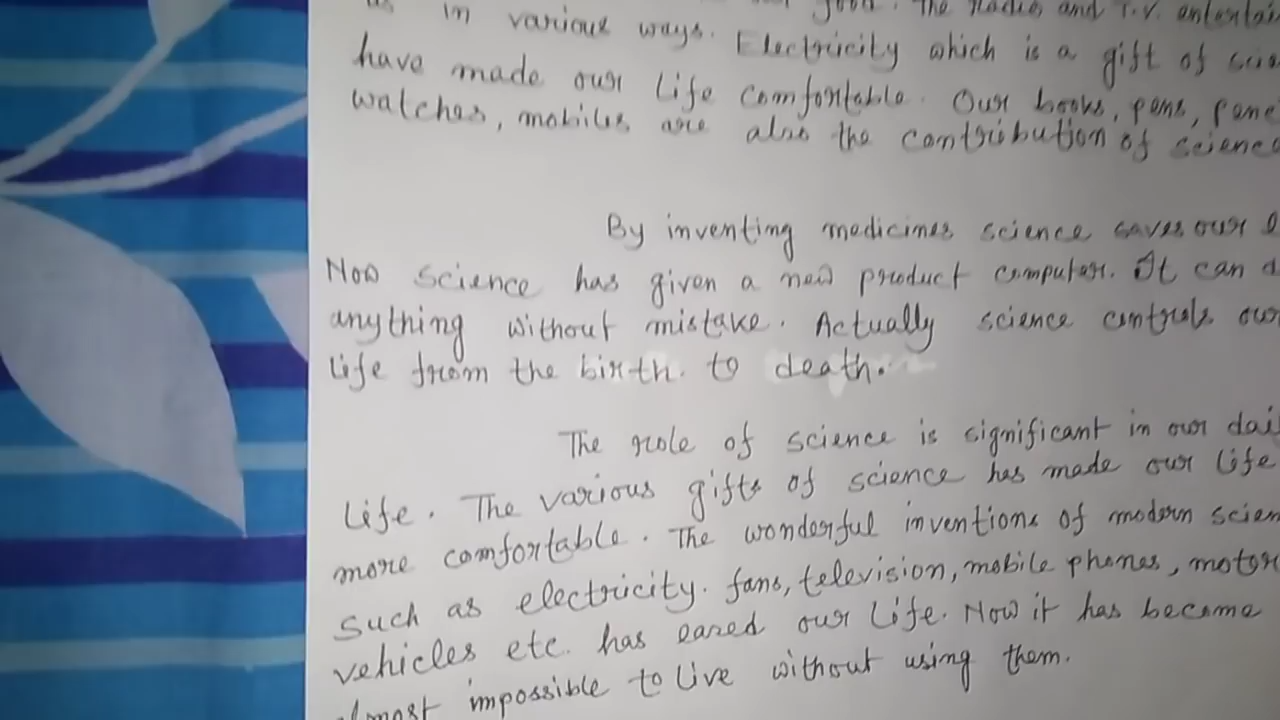 in various ways. Electricity which is a gift of
have made our life comfortable. Our books, pens,
watches, mobiles are also the contribution of science
By inventing medicines science saves our
Now science has given a new product computer. It can
anything without mistake. Actually science controls our
life from the birth. to death.
The role of science is significant in our
life. The various gifts of science has made our life
more comfortable. The wonderful inventions of modern
such as electricity. fans, television, mobile phones, motor
vehicles etc. has eared our life. Now it has become
impossible to live without using them.